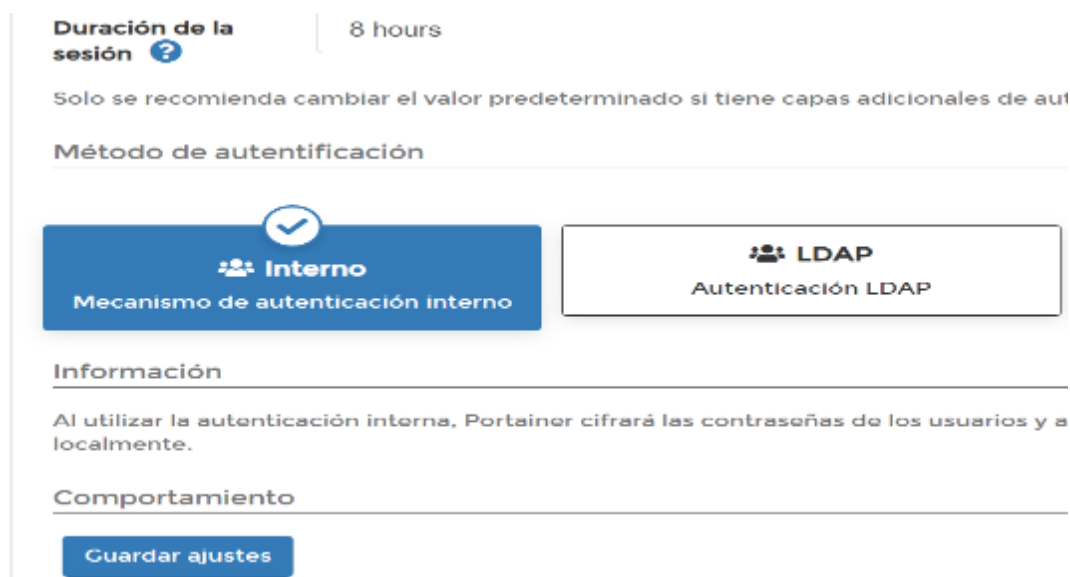 Duración de la
sesión ?
8 hours
Solo se recomienda cambiar el valor predeterminado si tiene capas adicionales de aut
Método de autentificación
Interno
Mecanismo de autenticación interno
LDAP
Autenticación LDAP
Información
Al utilizar la autenticación interna, Portainer cifrará las contraseñas de los usuarios y a
localmente.
Comportamiento
Guardar ajustes